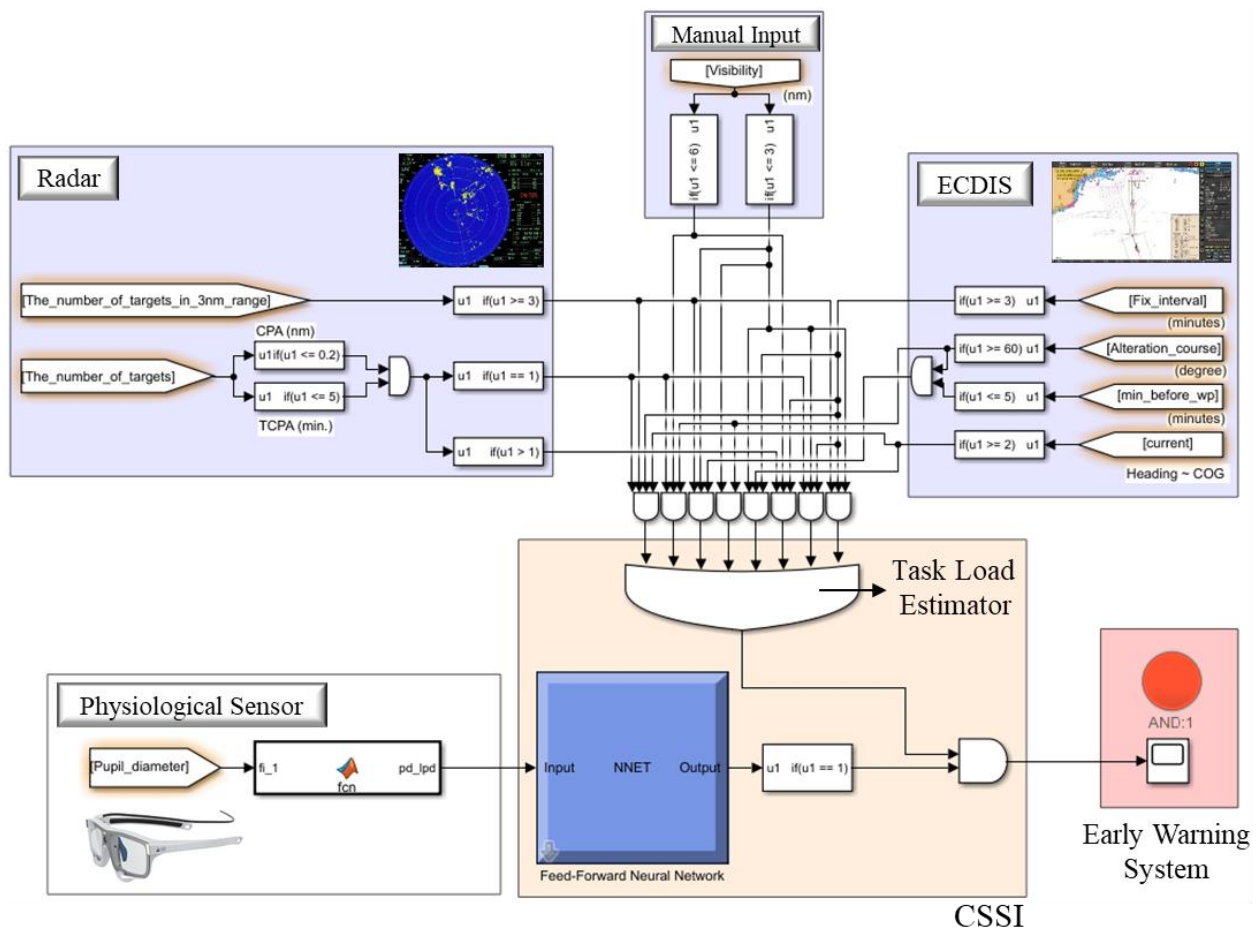 Manual Input
[Visibility]
(nm)
if(u1 <= 6) u1
if(u1 <= 3) u1
Radar
[The_number_of_targets_in_3nm_range]
u1 if(u1 >= 3)
CPA (nm)
u1if(u1 <= 0.2)
[The_number_of_targets]
u1 if(u1 <= 5)
TCPA (min.)
u1 if(u1 == 1)
u1 if(u1 > 1)
ECDIS
if(u1 >= 3) u1
[Fix_interval]
(minutes)
if(u1 >= 60) u1
[Alteration_course]
(degree)
if(u1 <= 5) u1
[min_before_wp]
(minutes)
if(u1 >= 2) u1
[current]
Heading ~ COG
Task Load
Estimator
Physiological Sensor
[Pupil_diameter]
fi_1
fcn
pd_lpd
Input
NNET
Output
Feed-Forward Neural Network
u1 if(u1 == 1)
CSSI
AND:1
Early Warning
System